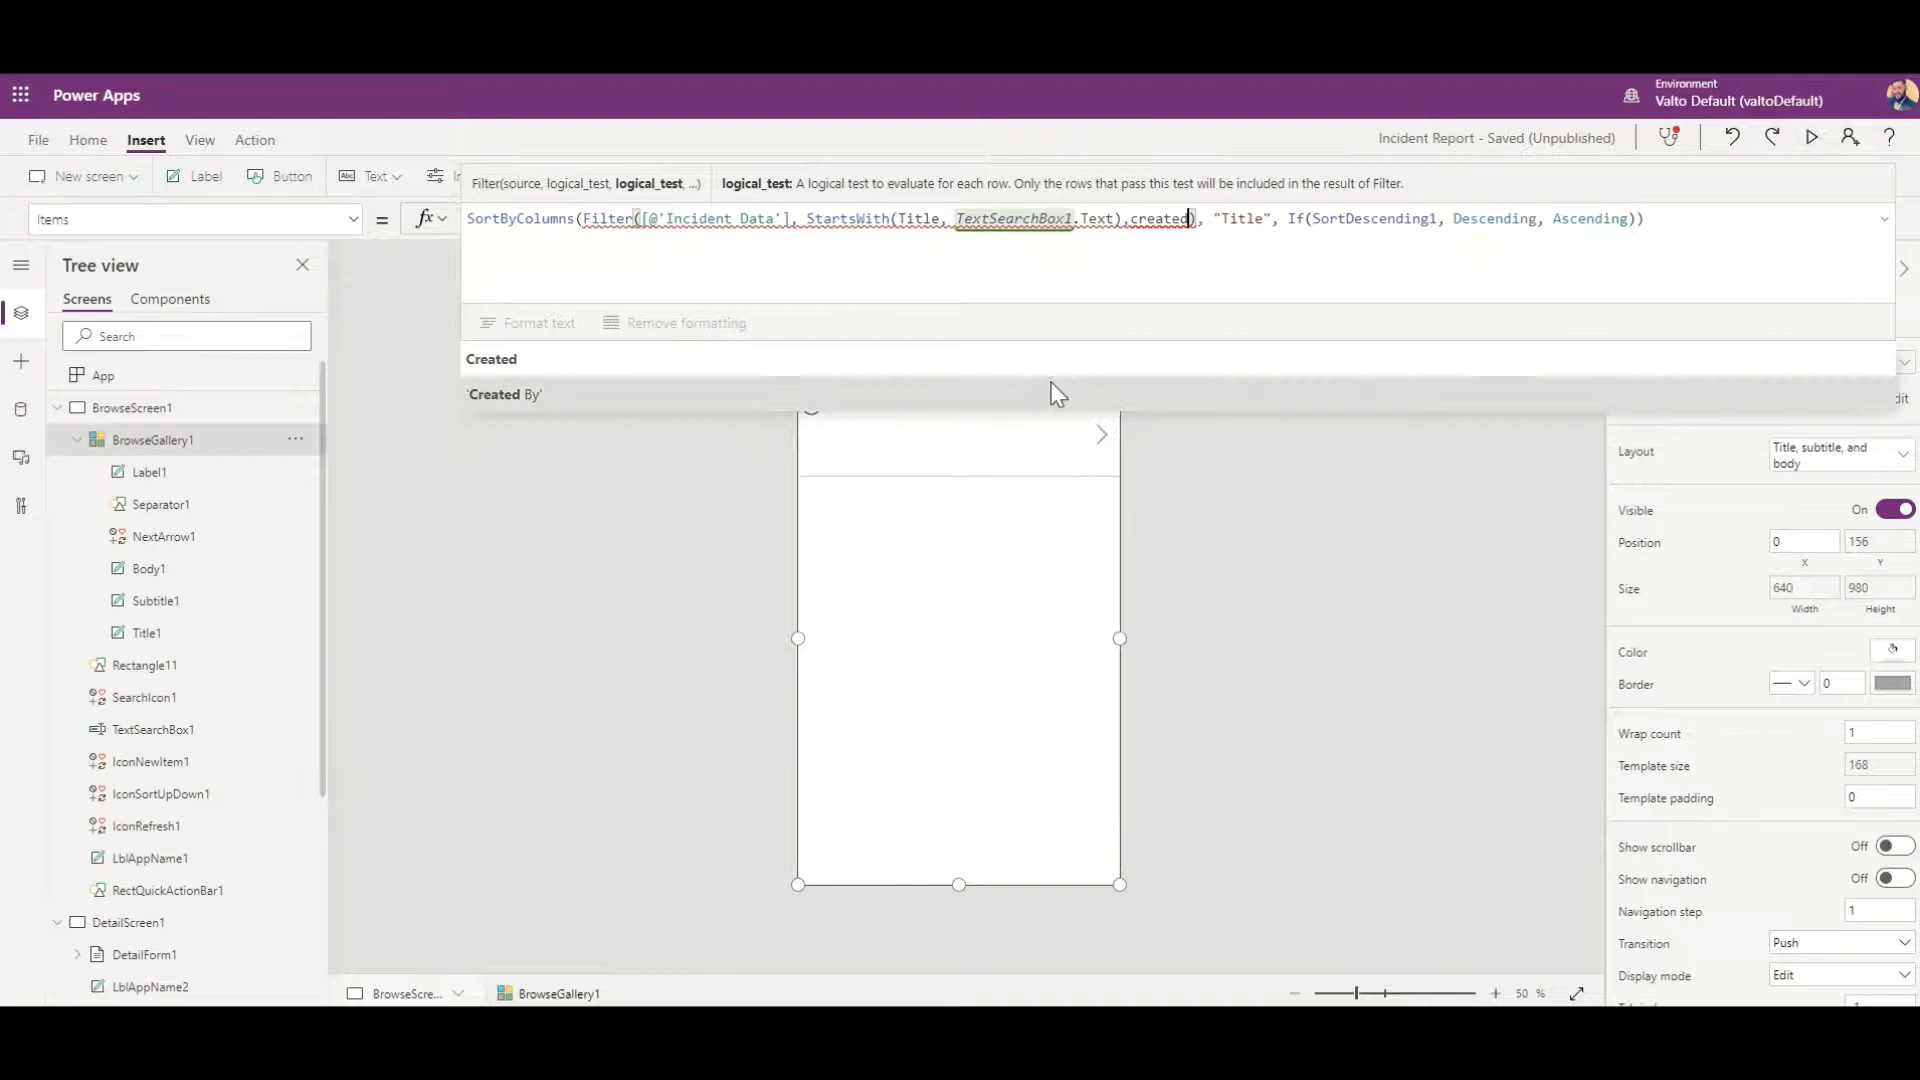 Power Apps
Environment
Valto Default (valtoDefault)
File Home Insert View Action
Incident Report - Saved (Unpublished)
New screen Label Button Abc Text
Filter(source, logical_test, logical_test, ...) logical_test: A logical test to evaluate for each row. Only the rows that pass this test will be included in the result of Filter.
Items = fx SortByColumns(Filter([@'Incident Data'], StartsWith(Title, TextSearchBox1.Text),created), "Title", If(SortDescending1, Descending, Ascending))
Tree view
Screens Components
Format text Remove formatting
Search
Created
App
'Created By'
BrowseScreen1
BrowseGallery1 ...
Label1
Separator1
NextArrow1
Body1
Subtitle1
Title1
Rectangle11
SearchIcon1
TextSearchBox1
IconNewItem1
IconSortUpDown1
IconRefresh1
LblAppName1
RectQuickActionBar1
DetailScreen1
DetailForm1
LblAppName2
Layout Title, subtitle, and body
Visible On
Position 0 156
X Y
Size 640 980
Width Height
Color
Border 0
Wrap count 1
Template size 168
Template padding 0
Show scrollbar Off
Show navigation Off
Navigation step 1
Transition Push
Display mode Edit
BrowseScre... BrowseGallery1 50 %